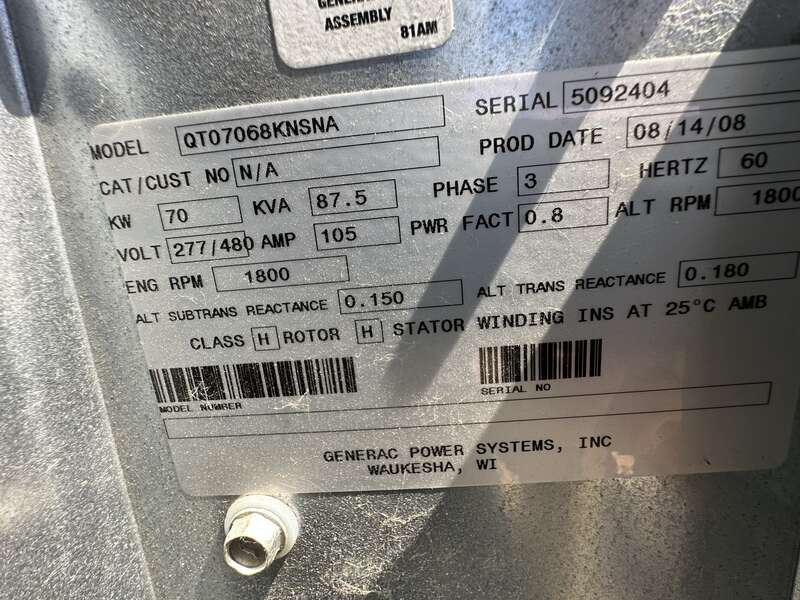 ASSEMBLY
81AM
MODEL QT07068KNSNA SERIAL 5092404
CAT/CUST NO N/A PROD DATE 08/14/08
KW 70 KVA 87.5 PHASE 3 HERTZ 60
VOLT 277/480 AMP 105 PWR FACT 0.8 ALT RPM 1800
ENG RPM 1800
ALT SUBTRANS REACTANCE 0.150 ALT TRANS REACTANCE 0.180
CLASS H ROTOR H STATOR WINDING INS AT 25°C AMB
MODEL NUMBER SERIAL NO
GENERAC POWER SYSTEMS, INC
WAUKESHA, WI